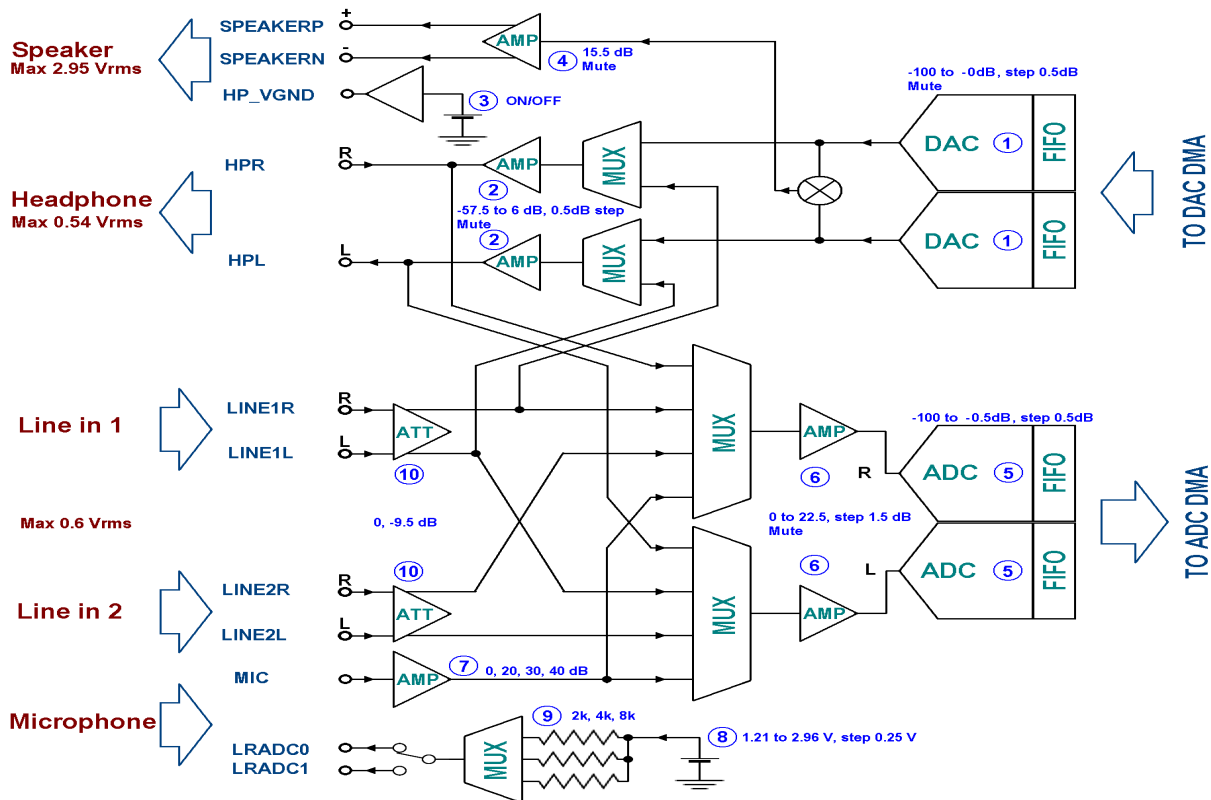 SPEAKERP
+
Speaker
Max 2.95 Vrms
SPEAKERN
-
AMP
4
15.5 dB
Mute
HP_VGND
3
ON/OFF
-100 to -0dB, step 0.5dB
Mute
DAC
1
FIFO
HPR
R
AMP
2
MUX
Headphone
Max 0.54 Vrms
-57.5 to 6 dB, 0.5dB step
Mute
2
HPL
L
AMP
MUX
DAC
1
FIFO
TO DAC DMA
Line in 1
LINE1R
R
LINE1L
L
ATT
10
MUX
AMP
6
R
-100 to -0.5dB, step 0.5dB
ADC
5
FIFO
Max 0.6 Vrms
0, -9.5 dB
0 to 22.5, step 1.5 dB
Mute
Line in 2
LINE2R
R
LINE2L
L
10
ATT
MUX
6
AMP
L
ADC
5
FIFO
TO ADC DMA
MIC
AMP
7
0, 20, 30, 40 dB
Microphone
LRADC0
LRADC1
MUX
9
2k, 4k, 8k
8
1.21 to 2.96 V, step 0.25 V